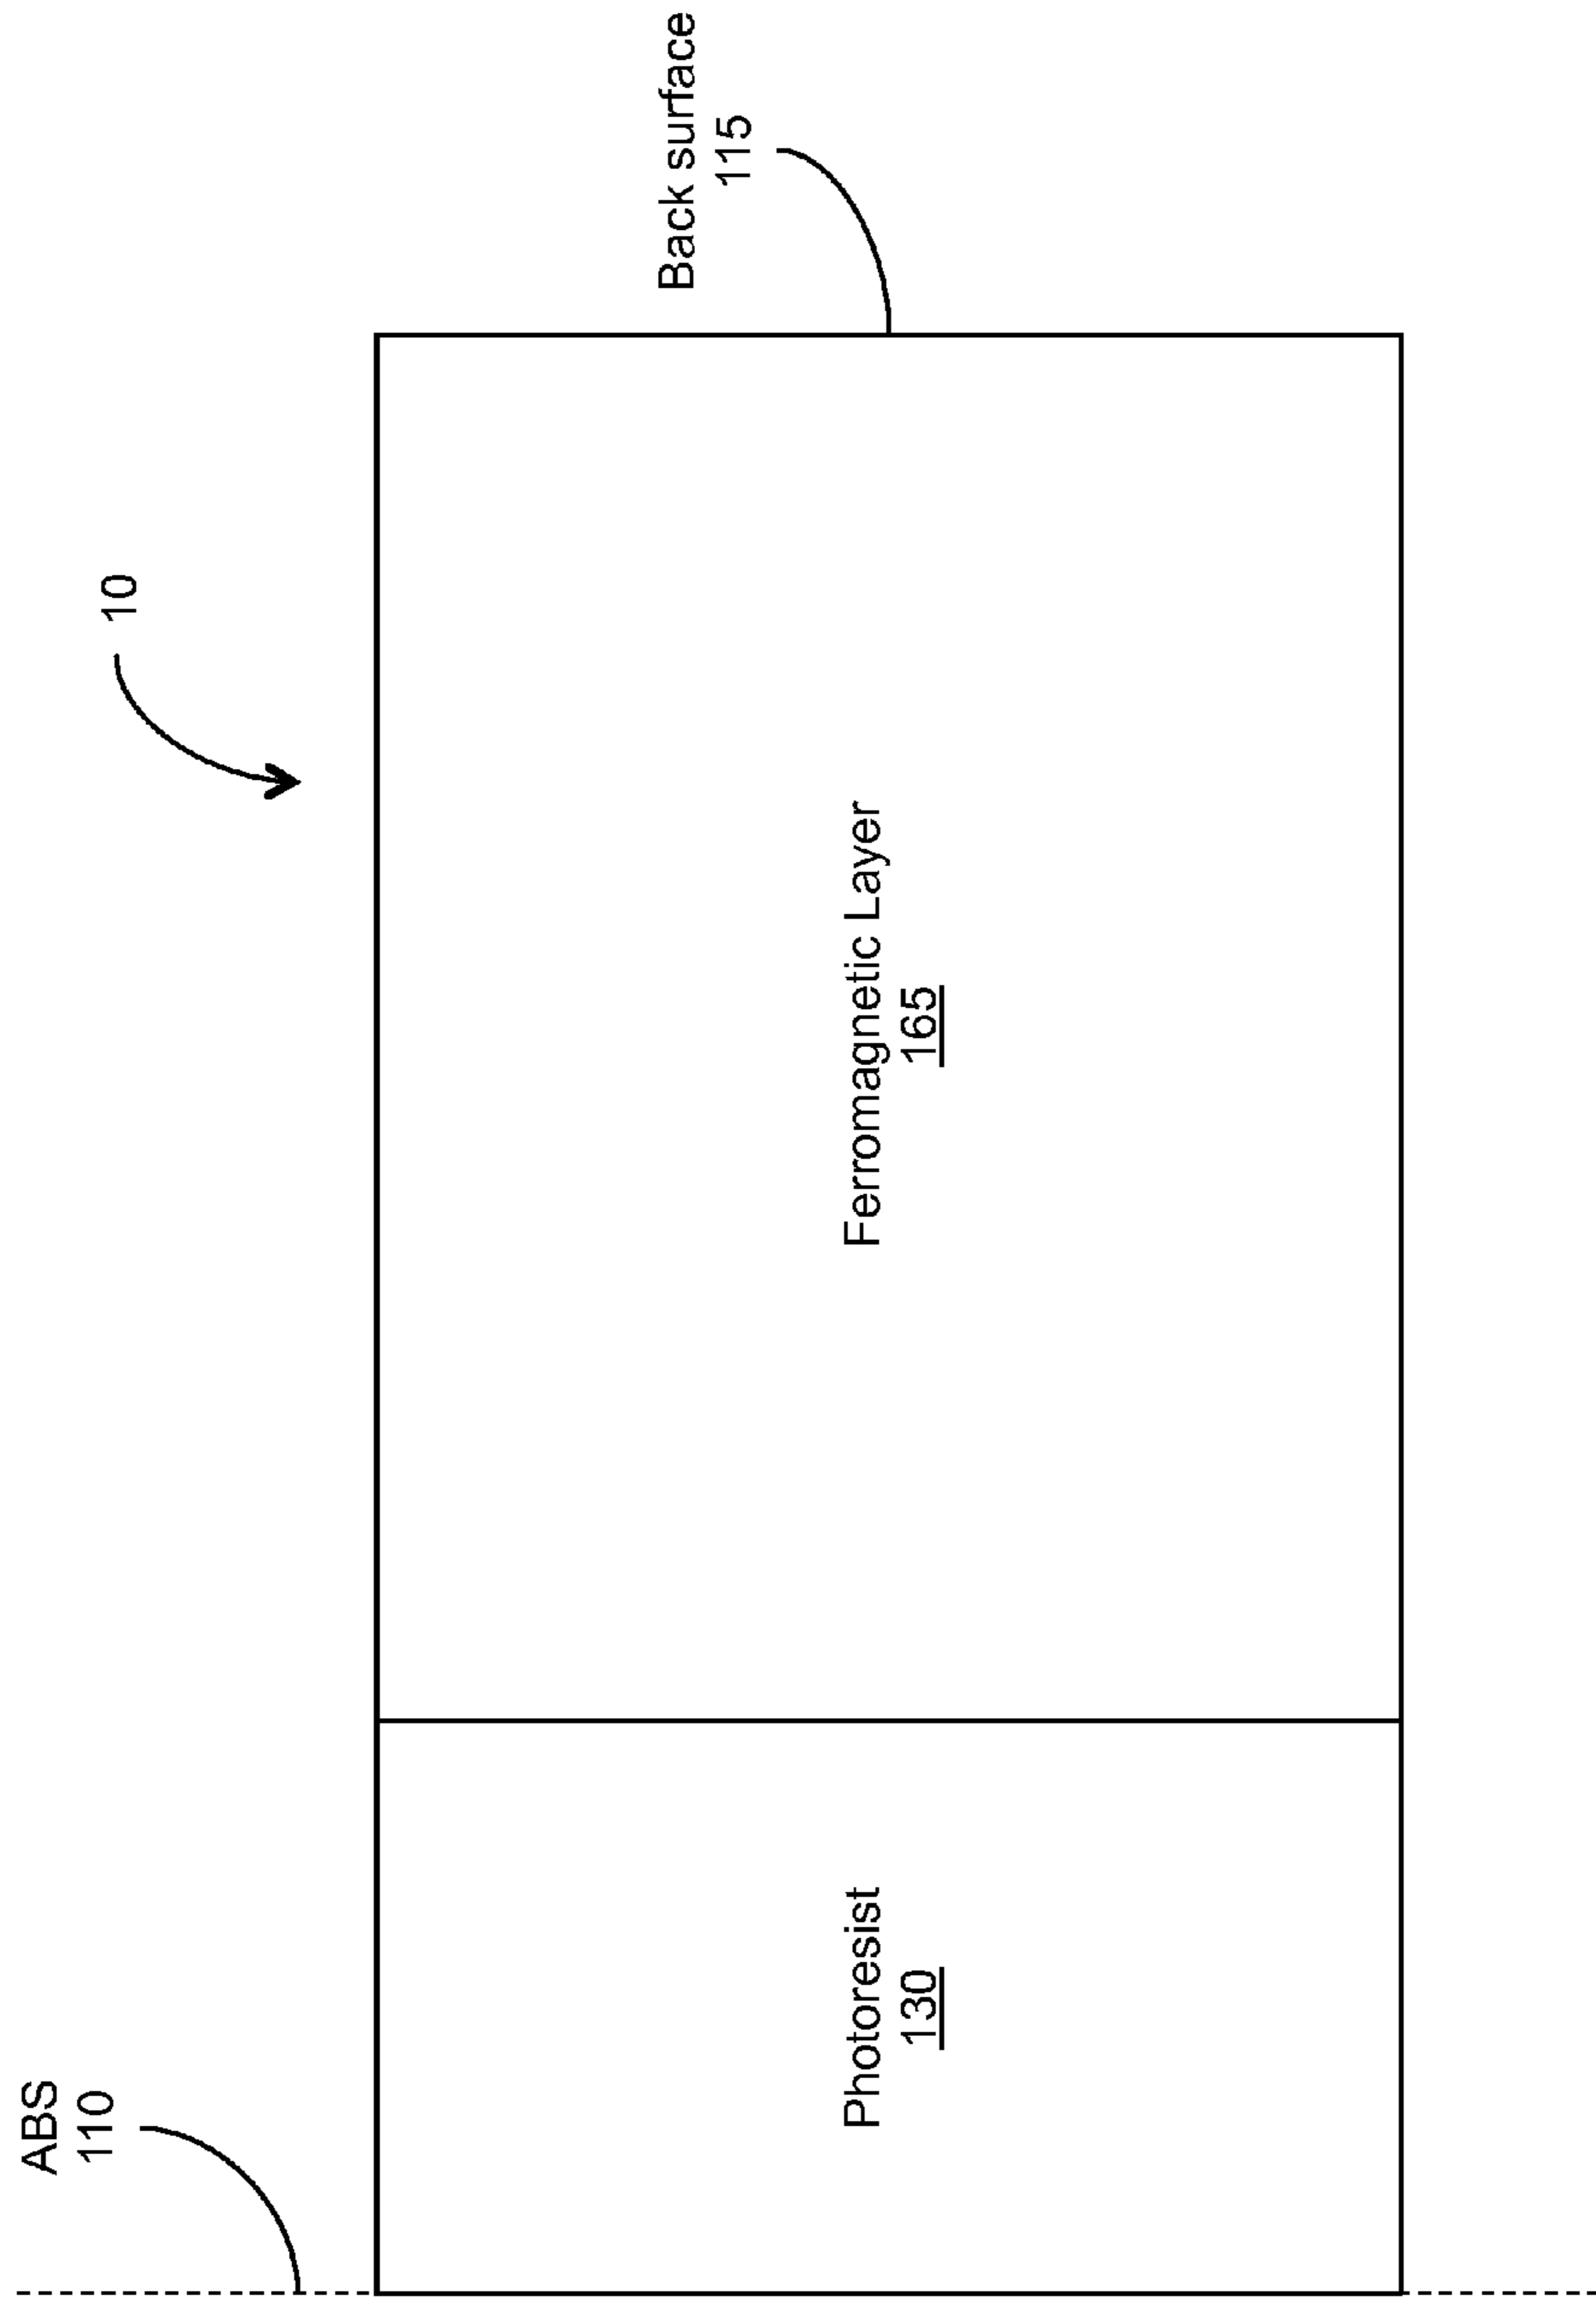 ABS
110
10
Back surface
115
Photoresist
130
Ferromagnetic Layer
165